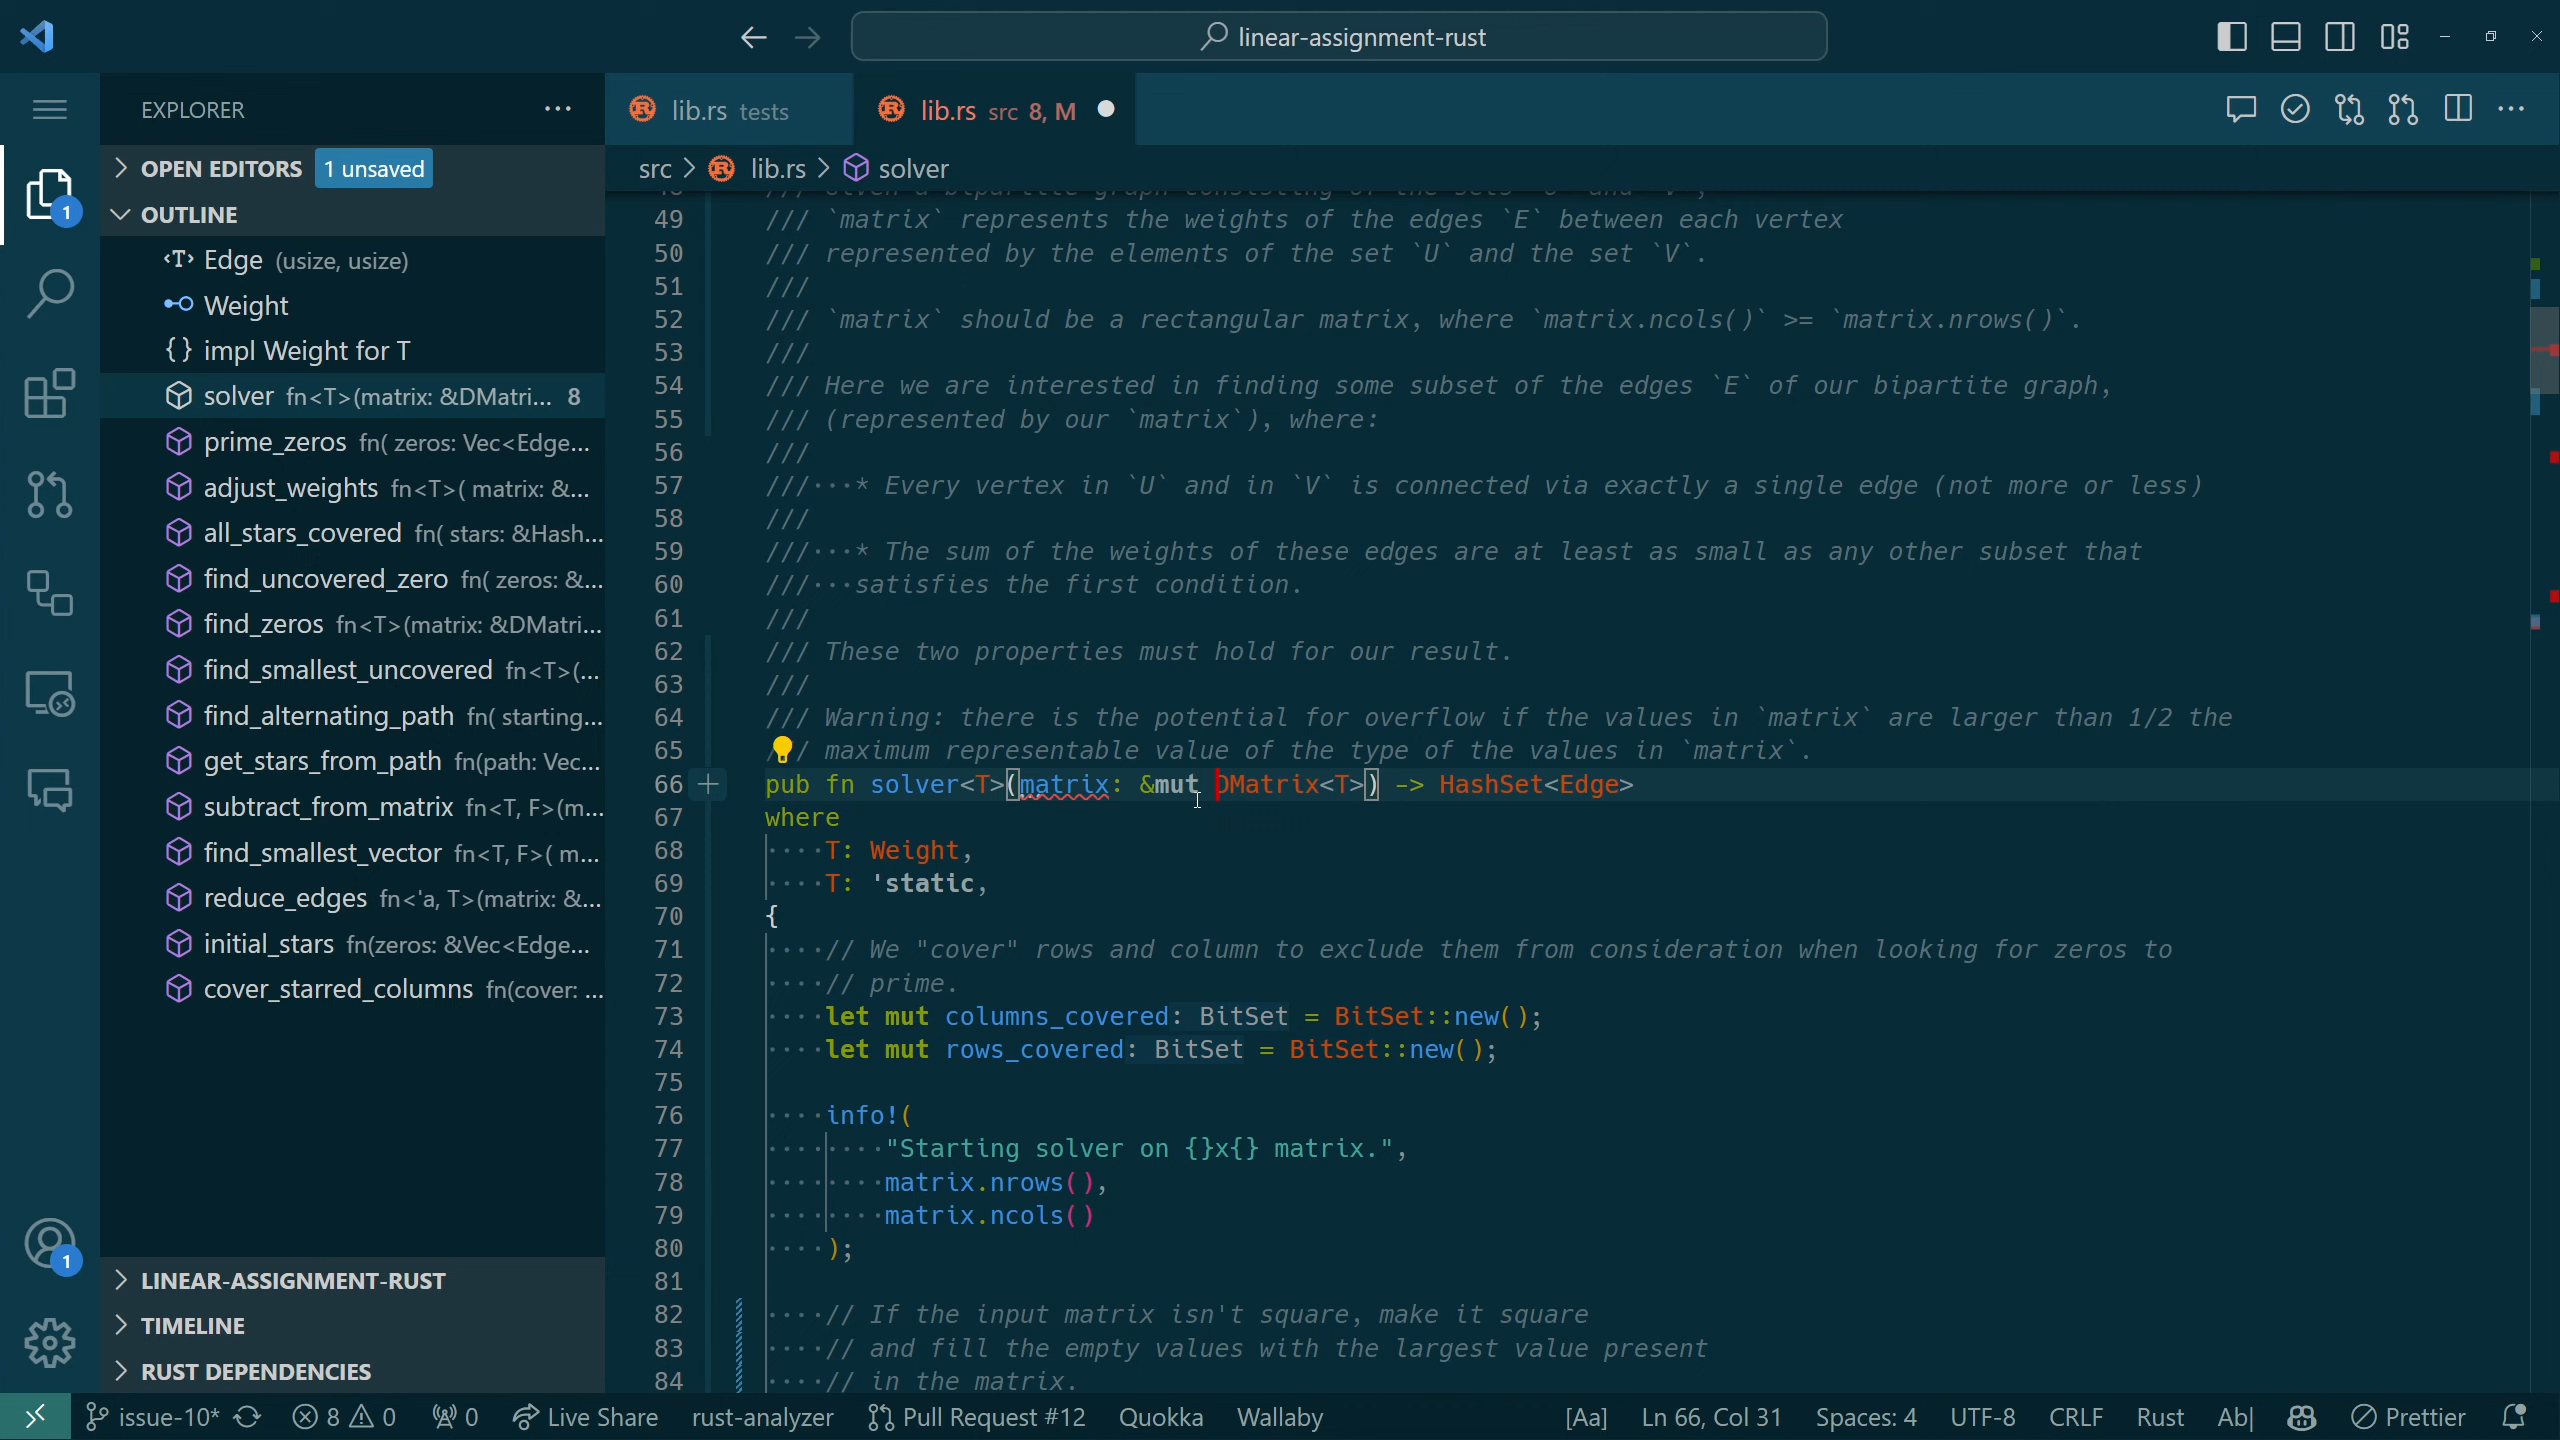 linear-assignment-rust
EXPLORER
OPEN EDITORS 1 unsaved
OUTLINE
Edge (usize, usize)
Weight
impl Weight for T
solver fn<T>(matrix: &DMatri... 8
prime_zeros fn( zeros: Vec<Edge...
adjust_weights fn<T>( matrix: &...
all_stars_covered fn( stars: &Hash...
find_uncovered_zero fn( zeros: &...
find_zeros fn<T>(matrix: &DMatri...
find_smallest_uncovered fn<T>(...
find_alternating_path fn( starting...
get_stars_from_path fn(path: Vec...
subtract_from_matrix fn<T, F>(m...
find_smallest_vector fn<T, F>( m...
reduce_edges fn<'a, T>(matrix: &...
initial_stars fn(zeros: &Vec<Edge...
cover_starred_columns fn(cover: ...
LINEAR-ASSIGNMENT-RUST
TIMELINE
RUST DEPENDENCIES
1
1
lib.rs tests
lib.rs src 8, M
src > lib.rs > solver
49 /// `matrix` represents the weights of the edges `E` between each vertex
50 /// represented by the elements of the set `U` and the set `V`.
51 ///
52 /// `matrix` should be a rectangular matrix, where `matrix.ncols()` >= `matrix.nrows()`.
53 ///
54 /// Here we are interested in finding some subset of the edges `E` of our bipartite graph,
55 /// (represented by our `matrix`), where:
56 ///
57 ///···* Every vertex in `U` and in `V` is connected via exactly a single edge (not more or less)
58 ///
59 ///···* The sum of the weights of these edges are at least as small as any other subset that
60 ///···satisfies the first condition.
61 ///
62 /// These two properties must hold for our result.
63 ///
64 /// Warning: there is the potential for overflow if the values in `matrix` are larger than 1/2 the
65 /// maximum representable value of the type of the values in `matrix`.
66 pub fn solver<T>(matrix: &mut DMatrix<T>) -> HashSet<Edge>
67 where
68 ····T: Weight,
69 ····T: 'static,
70 {
71 ····// We "cover" rows and column to exclude them from consideration when looking for zeros to
72 ····// prime.
73 ····let mut columns_covered: BitSet = BitSet::new();
74 ····let mut rows_covered: BitSet = BitSet::new();
75
76 ····info!(
77 ········"Starting solver on {}x{} matrix.",
78 ········matrix.nrows(),
79 ········matrix.ncols()
80 ····);
81
82 ····// If the input matrix isn't square, make it square
83 ····// and fill the empty values with the largest value present
84 ····// in the matrix.
issue-10* 8 0 0 Live Share rust-analyzer Pull Request #12 Quokka Wallaby [Aa] Ln 66, Col 31 Spaces: 4 UTF-8 CRLF Rust Ab| Prettier